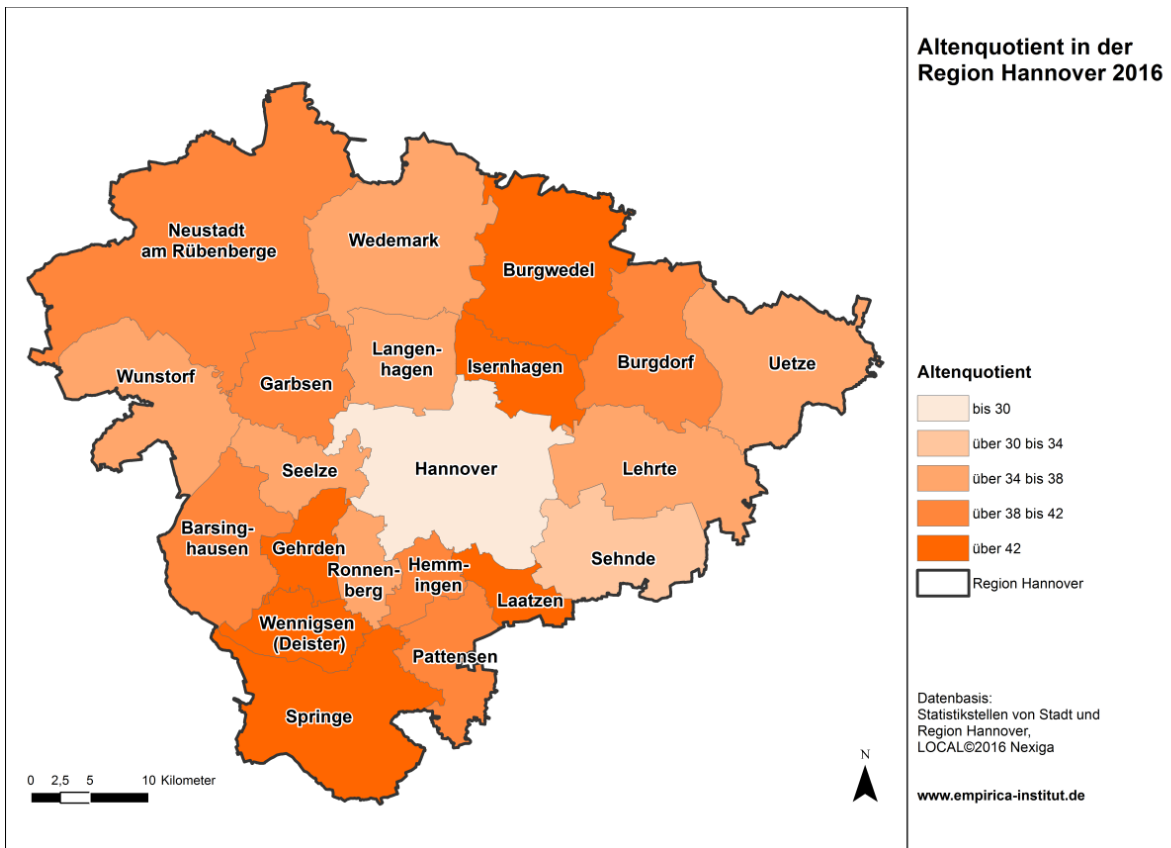 Altenquotient in der
Region Hannover 2016
Neustadt
am Rübenberge
Wedemark
Burgwedel
Wunstorf
Garbsen
Langen-
hagen
Isernhagen
Burgdorf
Uetze
Seelze
Hannover
Lehrte
Barsing-
hausen
Gehrden
Ronnen-
berg
Hemm-
ingen
Laatzen
Sehnde
Wennigsen
(Deister)
Pattensen
Springe
Altenquotient
bis 30
über 30 bis 34
über 34 bis 38
über 38 bis 42
über 42
Region Hannover
Datenbasis:
Statistikstellen von Stadt und
Region Hannover,
LOCAL©2016 Nexiga
www.empirica-institut.de
0 2,5 5 10 Kilometer
N